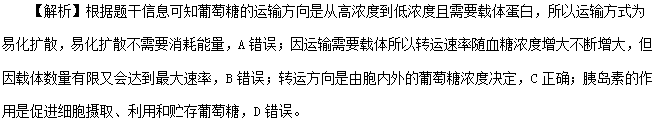 【解析】根据题干信息可知葡萄糖的运输方向是从高浓度到低浓度且需要载体蛋白，所以运输方式为
易化扩散，易化扩散不需要消耗能量，A 错误；因运输需要载体所以转运速率随血糖浓度增大不断增大，但
因载体数量有限又会达到最大速率，B 错误；转运方向是由胞内外的葡萄糖浓度决定，C 正确；胰岛素的作
用是促进细胞摄取、利用和贮存葡萄糖，D 错误。